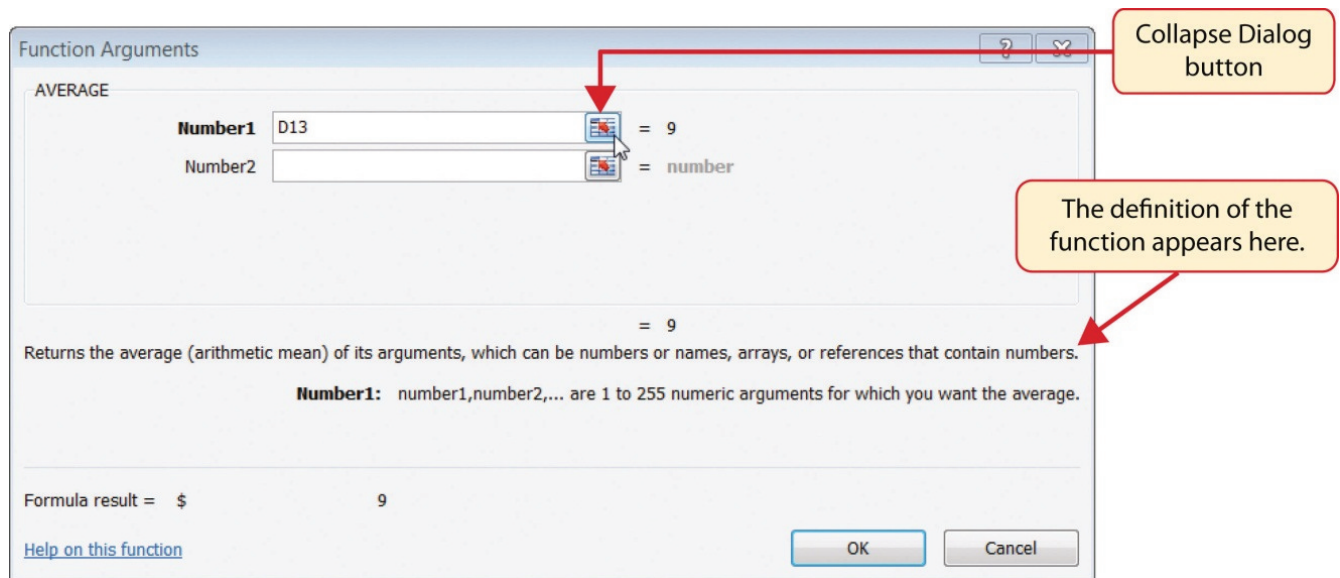 Collapse Dialog
button
Function Arguments
AVERAGE
Number1 D13 = 9
Number2 = number
The definition of the
function appears here.
= 9
Returns the average (arithmetic mean) of its arguments, which can be numbers or names, arrays, or references that contain numbers.
Number1: number1,number2,... are 1 to 255 numeric arguments for which you want the average.
Formula result = $ 9
Help on this function OK Cancel